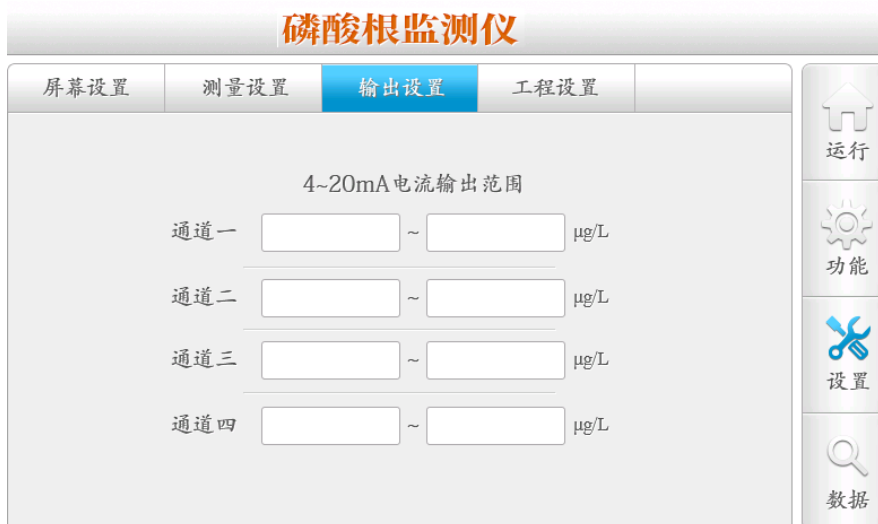 磷酸根监测仪
屏幕设置 测量设置 输出设置 工程设置
4~20mA电流输出范围
通道一 ~ µg/L
通道二 ~ µg/L
通道三 ~ µg/L
通道四 ~ µg/L
运行
功能
设置
数据